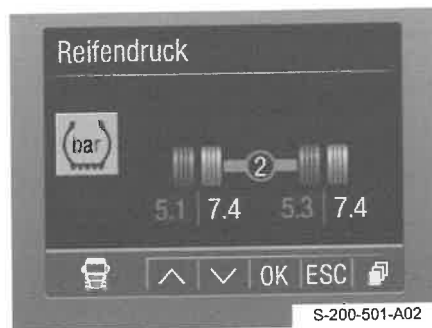 Reifendruck
bar
2
5.1 7.4 5.3 7.4
OK ESC
S-200-501-A02